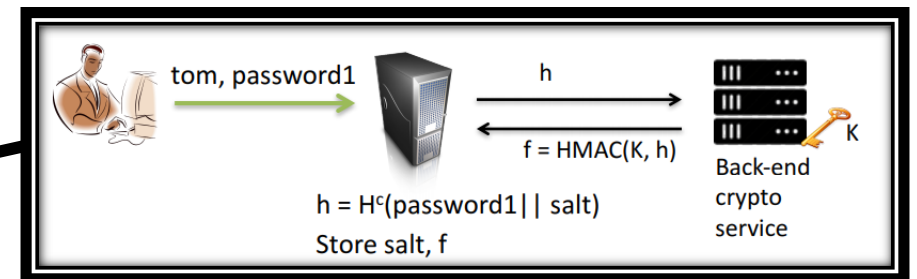 tom, password1
h
f = HMAC(K, h)
K
Back-end
crypto
service
h = Hᶜ(password1|| salt)
Store salt, f